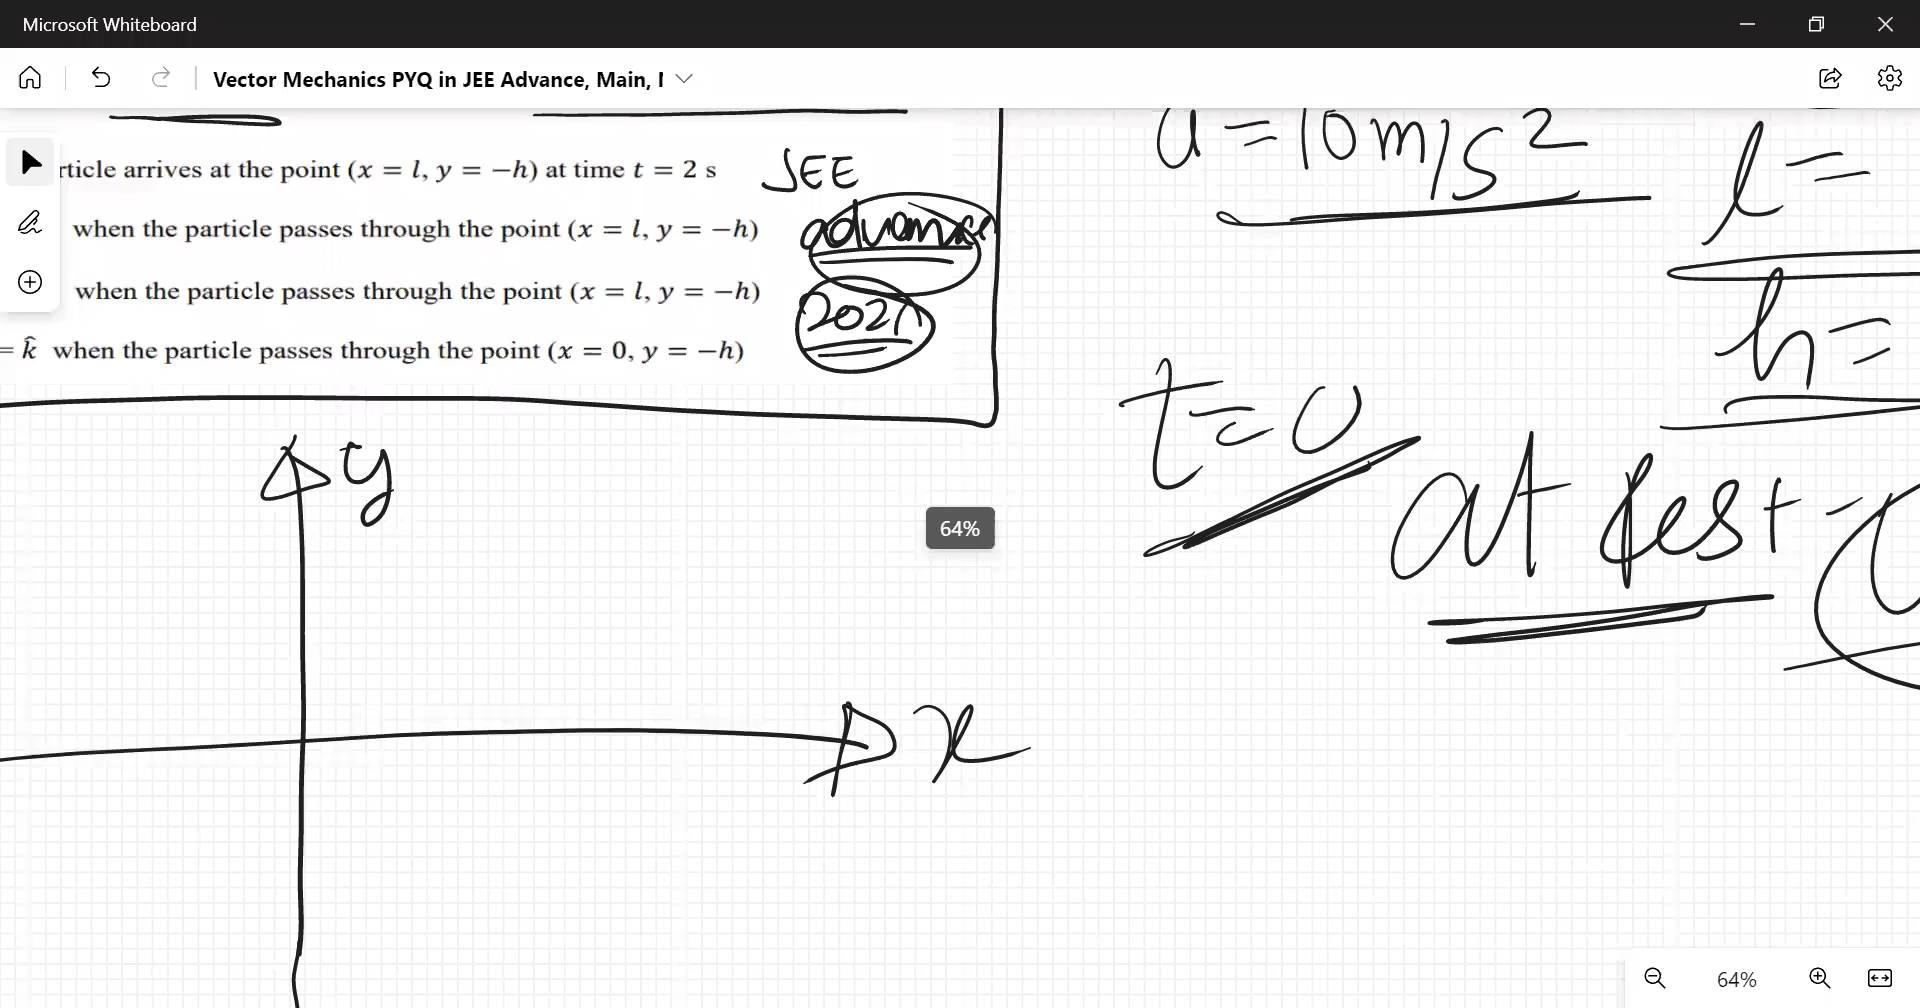 Microsoft Whiteboard
Vector Mechanics PYQ in JEE Advance, Main,
rticle arrives at the point (x = l, y = −h) at time t = 2 s
when the particle passes through the point (x = l, y = −h)
when the particle passes through the point (x = l, y = −h)
= k̂ when the particle passes through the point (x = 0, y = −h)
JEE
advance
2021
a = 10 m/s2
l =
h =
t = 0
at rest -
y
x
64%
64%